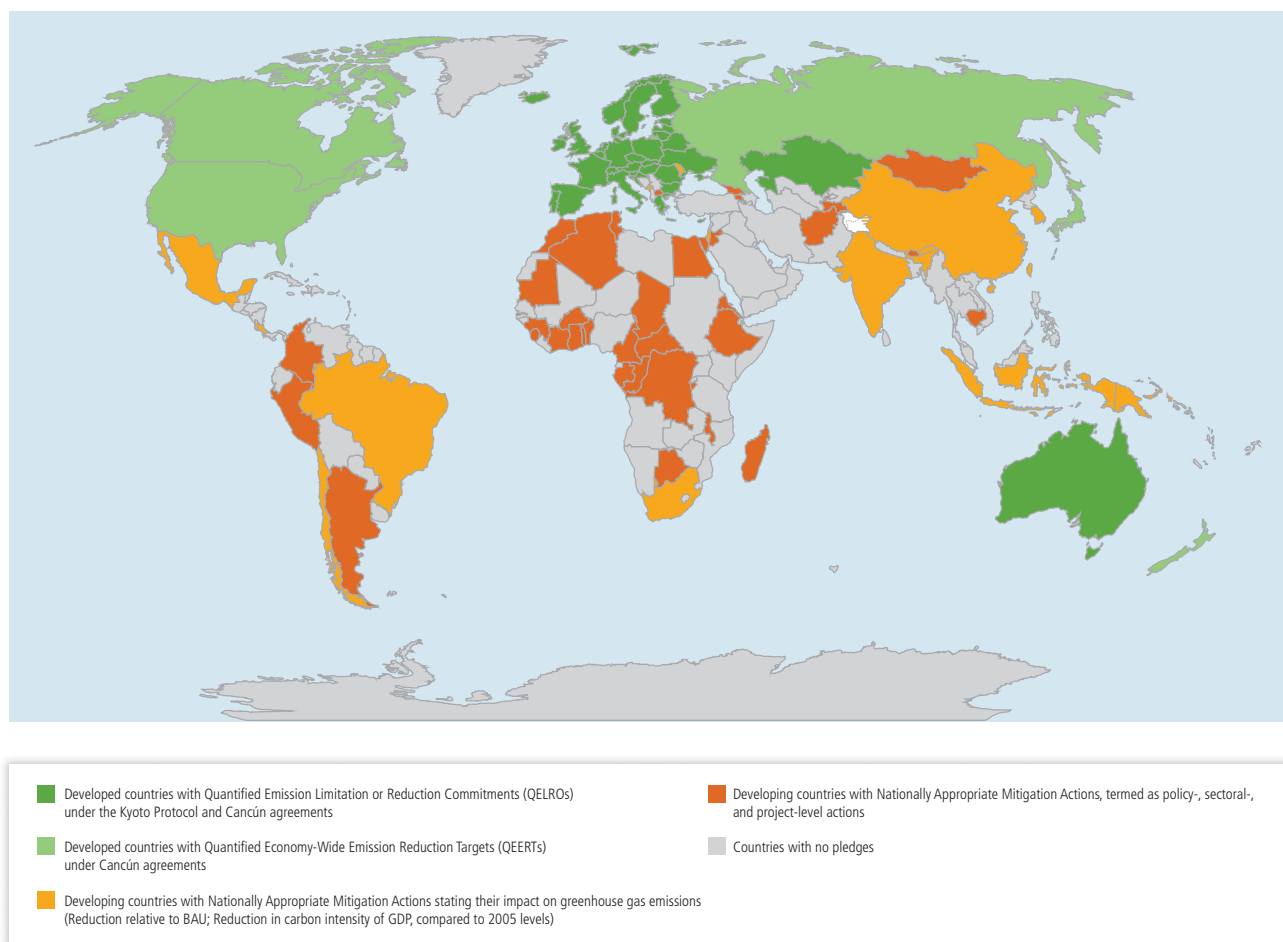 Developed countries with Quantified Emission Limitation or Reduction Commitments (QELROs)
under the Kyoto Protocol and Cancún agreements
Developed countries with Quantified Economy-Wide Emission Reduction Targets (QEERTs)
under Cancún agreements
Developing countries with Nationally Appropriate Mitigation Actions stating their impact on greenhouse gas emissions
(Reduction relative to BAU; Reduction in carbon intensity of GDP, compared to 2005 levels)
Developing countries with Nationally Appropriate Mitigation Actions, termed as policy-, sectoral-,
and project-level actions
Countries with no pledges